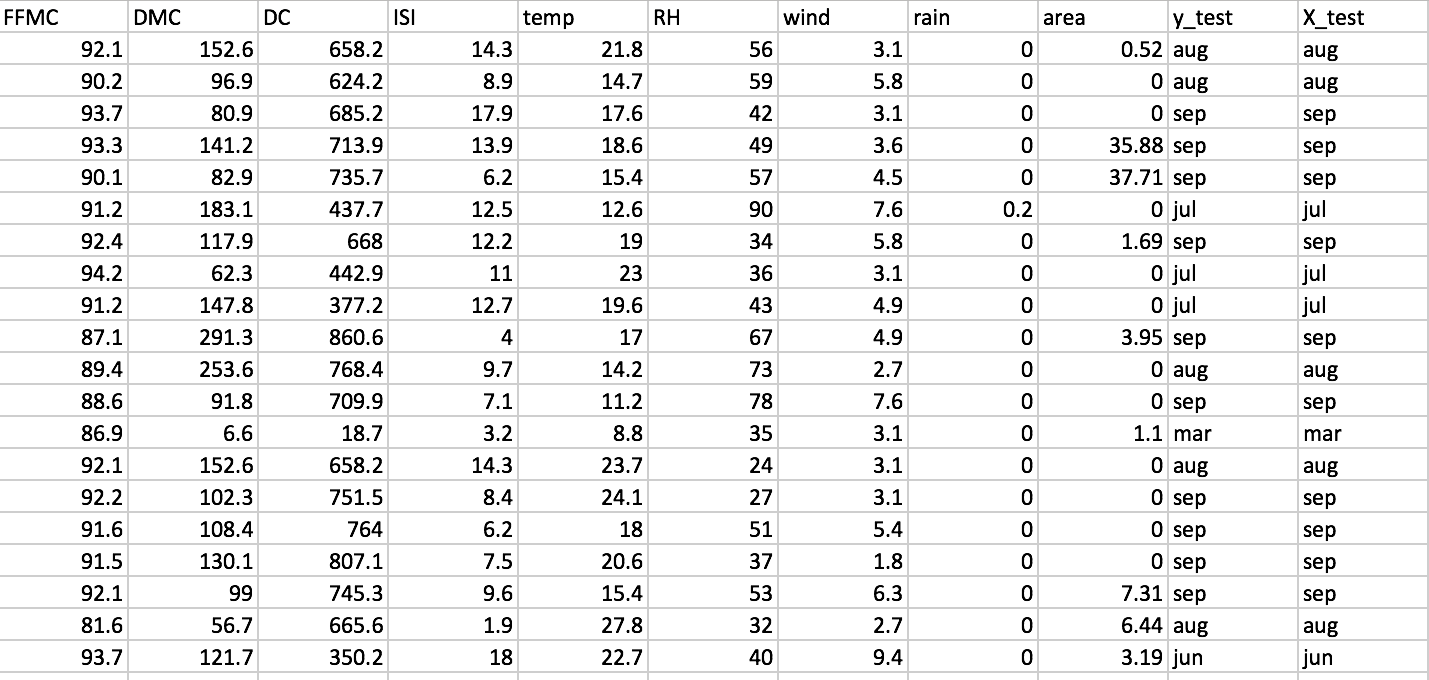 FFMC DMC DC ISI temp RH wind rain area y_test X_test
92.1 152.6 658.2 14.3 21.8 56 3.1 0 0.52 aug aug
90.2 96.9 624.2 8.9 14.7 59 5.8 0 0 aug aug
93.7 80.9 685.2 17.9 17.6 42 3.1 0 0 sep sep
93.3 141.2 713.9 13.9 18.6 49 3.6 0 35.88 sep sep
90.1 82.9 735.7 6.2 15.4 57 4.5 0 37.71 sep sep
91.2 183.1 437.7 12.5 12.6 90 7.6 0.2 0 jul jul
92.4 117.9 668 12.2 19 34 5.8 0 1.69 sep sep
94.2 62.3 442.9 11 23 36 3.1 0 0 jul jul
91.2 147.8 377.2 12.7 19.6 43 4.9 0 0 jul jul
87.1 291.3 860.6 4 17 67 4.9 0 3.95 sep sep
89.4 253.6 768.4 9.7 14.2 73 2.7 0 0 aug aug
88.6 91.8 709.9 7.1 11.2 78 7.6 0 0 sep sep
86.9 6.6 18.7 3.2 8.8 35 3.1 0 1.1 mar mar
92.1 152.6 658.2 14.3 23.7 24 3.1 0 0 aug aug
92.2 102.3 751.5 8.4 24.1 27 3.1 0 0 sep sep
91.6 108.4 764 6.2 18 51 5.4 0 0 sep sep
91.5 130.1 807.1 7.5 20.6 37 1.8 0 0 sep sep
92.1 99 745.3 9.6 15.4 53 6.3 0 7.31 sep sep
81.6 56.7 665.6 1.9 27.8 32 2.7 0 6.44 aug aug
93.7 121.7 350.2 18 22.7 40 9.4 0 3.19 jun jun